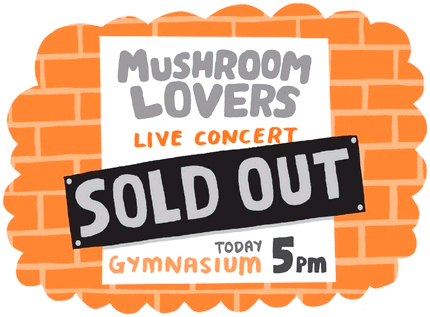 MUSHROOM
LOVERS
LIVE CONCERT
SOLD OUT
TODAY
GYMNASIUM 5PM